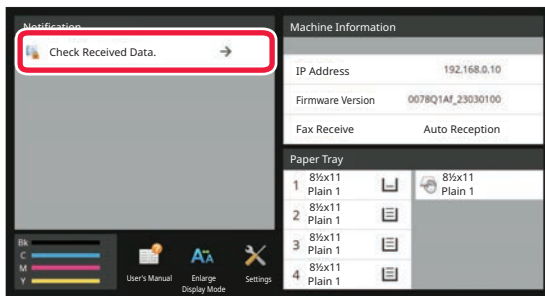 Notification
Check Received Data.
Machine Information
IP Address 192.168.0.10
Firmware Version 0078Q1Af_23030100
Fax Receive Auto Reception
Paper Tray
1 8½x11
Plain 1
8½x11
Plain 1
2 8½x11
Plain 1
3 8½x11
Plain 1
4 8½x11
Plain 1
Bk
C
M
Y
User's Manual
Enlarge
Display Mode
Settings